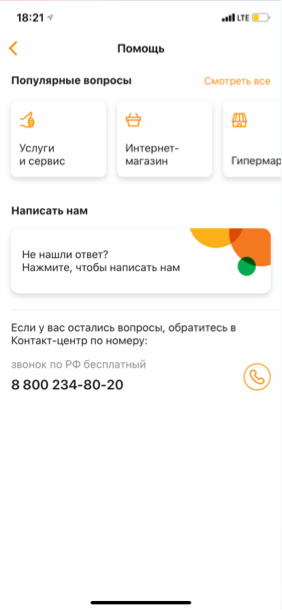 18:21
LTE
Помощь
Популярные вопросы
Смотреть все
Услуги
и сервис
Интернет-
магазин
Гипермар
Написать нам
Не нашли ответ?
Нажмите, чтобы написать нам
Если у вас остались вопросы, обратитесь в
Контакт-центр по номеру:
звонок по РФ бесплатный
8 800 234-80-20